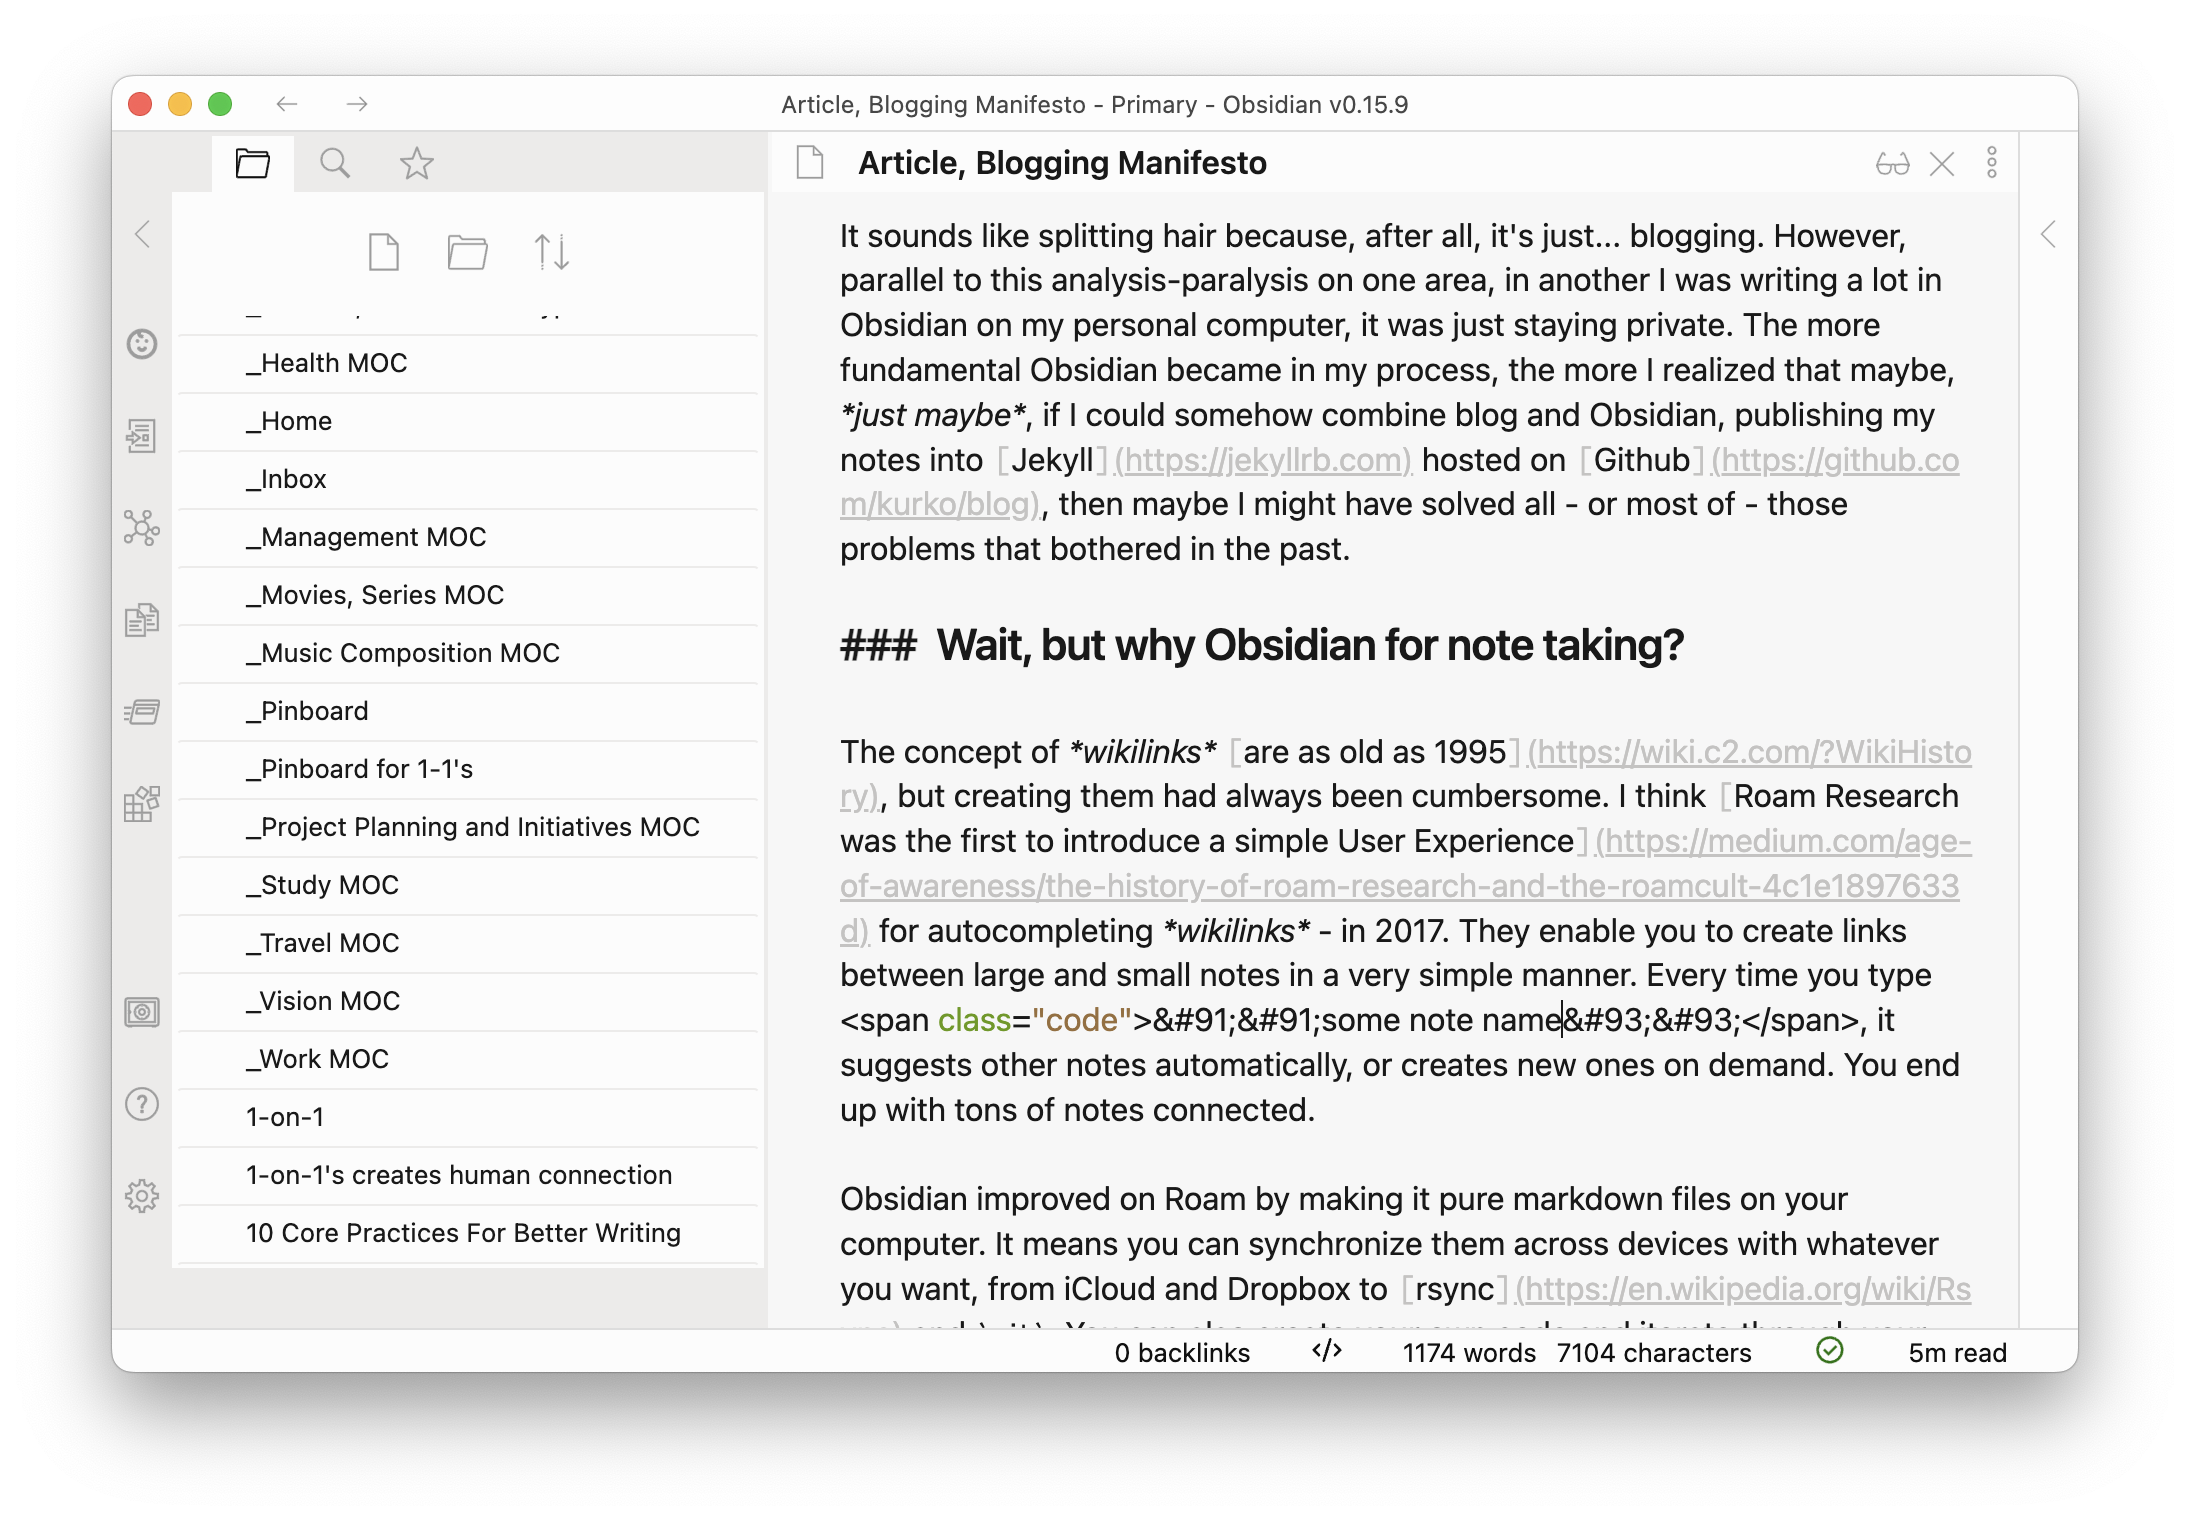 Article, Blogging Manifesto - Primary - Obsidian v0.15.9
_Health MOC
_Home
_Inbox
_Management MOC
_Movies, Series MOC
_Music Composition MOC
_Pinboard
_Pinboard for 1-1's
_Project Planning and Initiatives MOC
_Study MOC
_Travel MOC
_Vision MOC
_Work MOC
1-on-1
1-on-1's creates human connection
10 Core Practices For Better Writing
Article, Blogging Manifesto
It sounds like splitting hair because, after all, it's just... blogging. However,
parallel to this analysis-paralysis on one area, in another I was writing a lot in
Obsidian on my personal computer, it was just staying private. The more
fundamental Obsidian became in my process, the more I realized that maybe,
*just maybe*, if I could somehow combine blog and Obsidian, publishing my
notes into [Jekyll](https://jekyllrb.com) hosted on [Github](https://github.co
m/kurko/blog), then maybe I might have solved all - or most of - those
problems that bothered in the past.
### Wait, but why Obsidian for note taking?
The concept of *wikilinks* [are as old as 1995](https://wiki.c2.com/?WikiHisto
ry), but creating them had always been cumbersome. I think [Roam Research
was the first to introduce a simple User Experience](https://medium.com/age-
of-awareness/the-history-of-roam-research-and-the-roamcult-4c1e1897633
d) for autocompleting *wikilinks* - in 2017. They enable you to create links
between large and small notes in a very simple manner. Every time you type
<span class="code">&#91;&#91;some note name&#93;&#93;</span>, it
suggests other notes automatically, or creates new ones on demand. You end
up with tons of notes connected.
Obsidian improved on Roam by making it pure markdown files on your
computer. It means you can synchronize them across devices with whatever
you want, from iCloud and Dropbox to [rsync](https://en.wikipedia.org/wiki/Rs
0 backlinks </> 1174 words 7104 characters 5m read